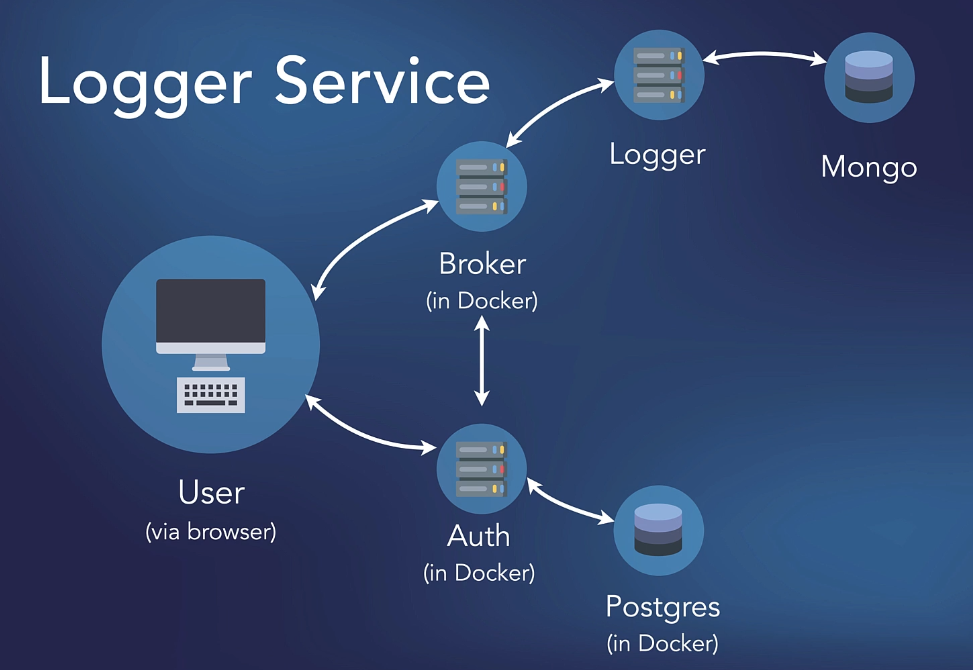 Logger Service
Logger
Mongo
Broker
(in Docker)
User
(via browser)
Auth
(in Docker)
Postgres
(in Docker)